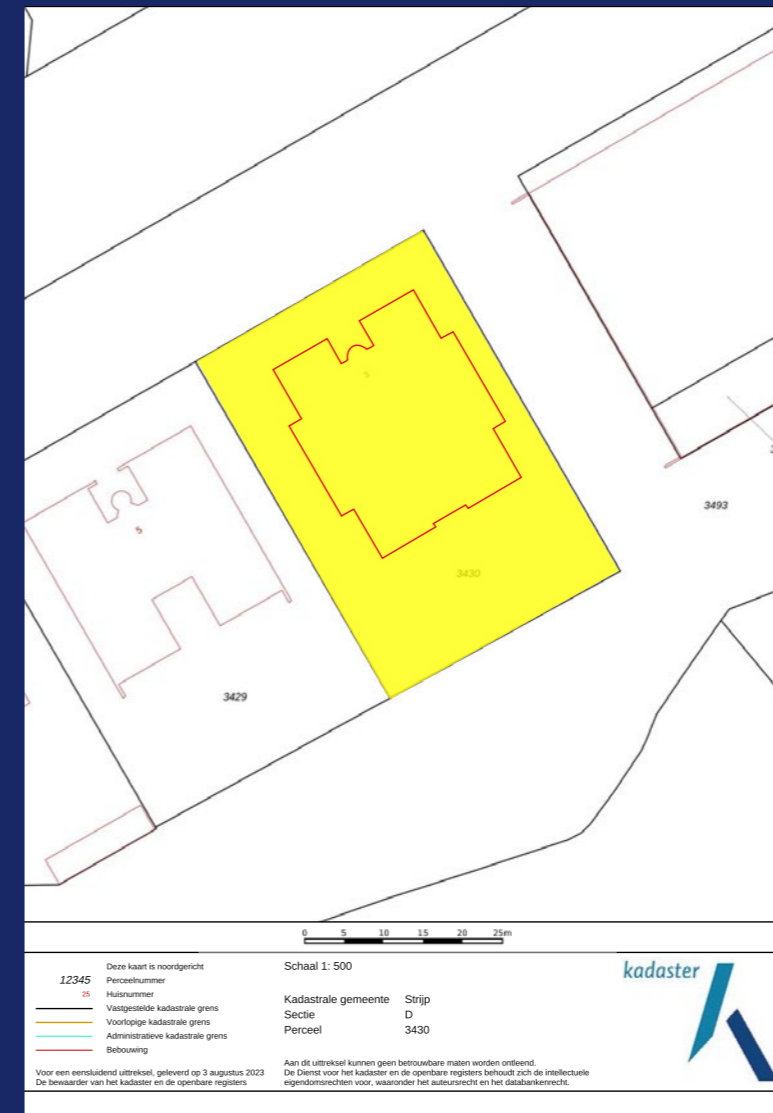 3
3493
5
3430
3429
0 5 10 15 20 25m
Deze kaart is noordgericht
12345 Perceelnummer
25 Huisnummer
Vastgestelde kadastrale grens
Voorlopige kadastrale grens
Administratieve kadastrale grens
Bebouwing
Voor een eensluidend uittreksel, geleverd op 3 augustus 2023
De bewaarder van het kadaster en de openbare registers
Schaal 1: 500
Kadastrale gemeente Strijp
Sectie D
Perceel 3430
Aan dit uittreksel kunnen geen betrouwbare maten worden ontleend.
De Dienst voor het kadaster en de openbare registers behoudt zich de intellectuele
eigendomsrechten voor, waaronder het auteursrecht en het databankenrecht.
kadaster